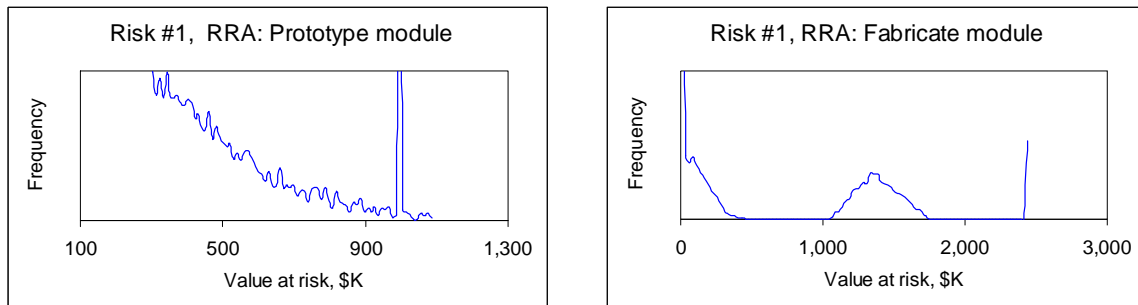 Risk #1, RRA: Prototype module
Frequency
100 500 900 1,300
Value at risk, $K
Risk #1, RRA: Fabricate module
Frequency
0 1,000 2,000 3,000
Value at risk, $K